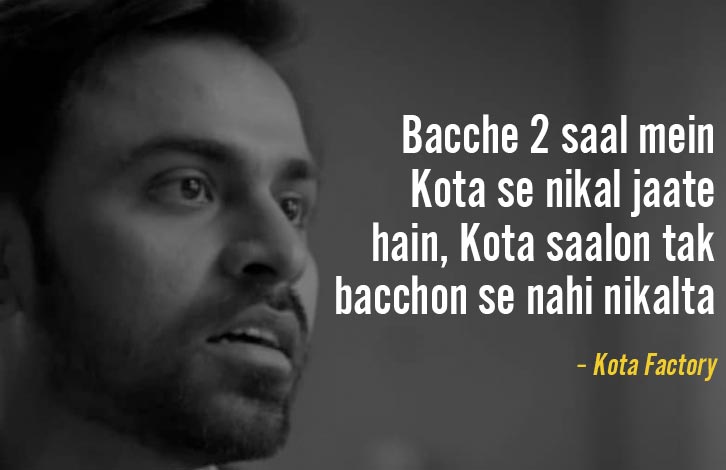 Bacche 2 saal mein
Kota se nikal jaate
hain, Kota saalon tak
bacchon se nahi nikalta
– Kota Factory